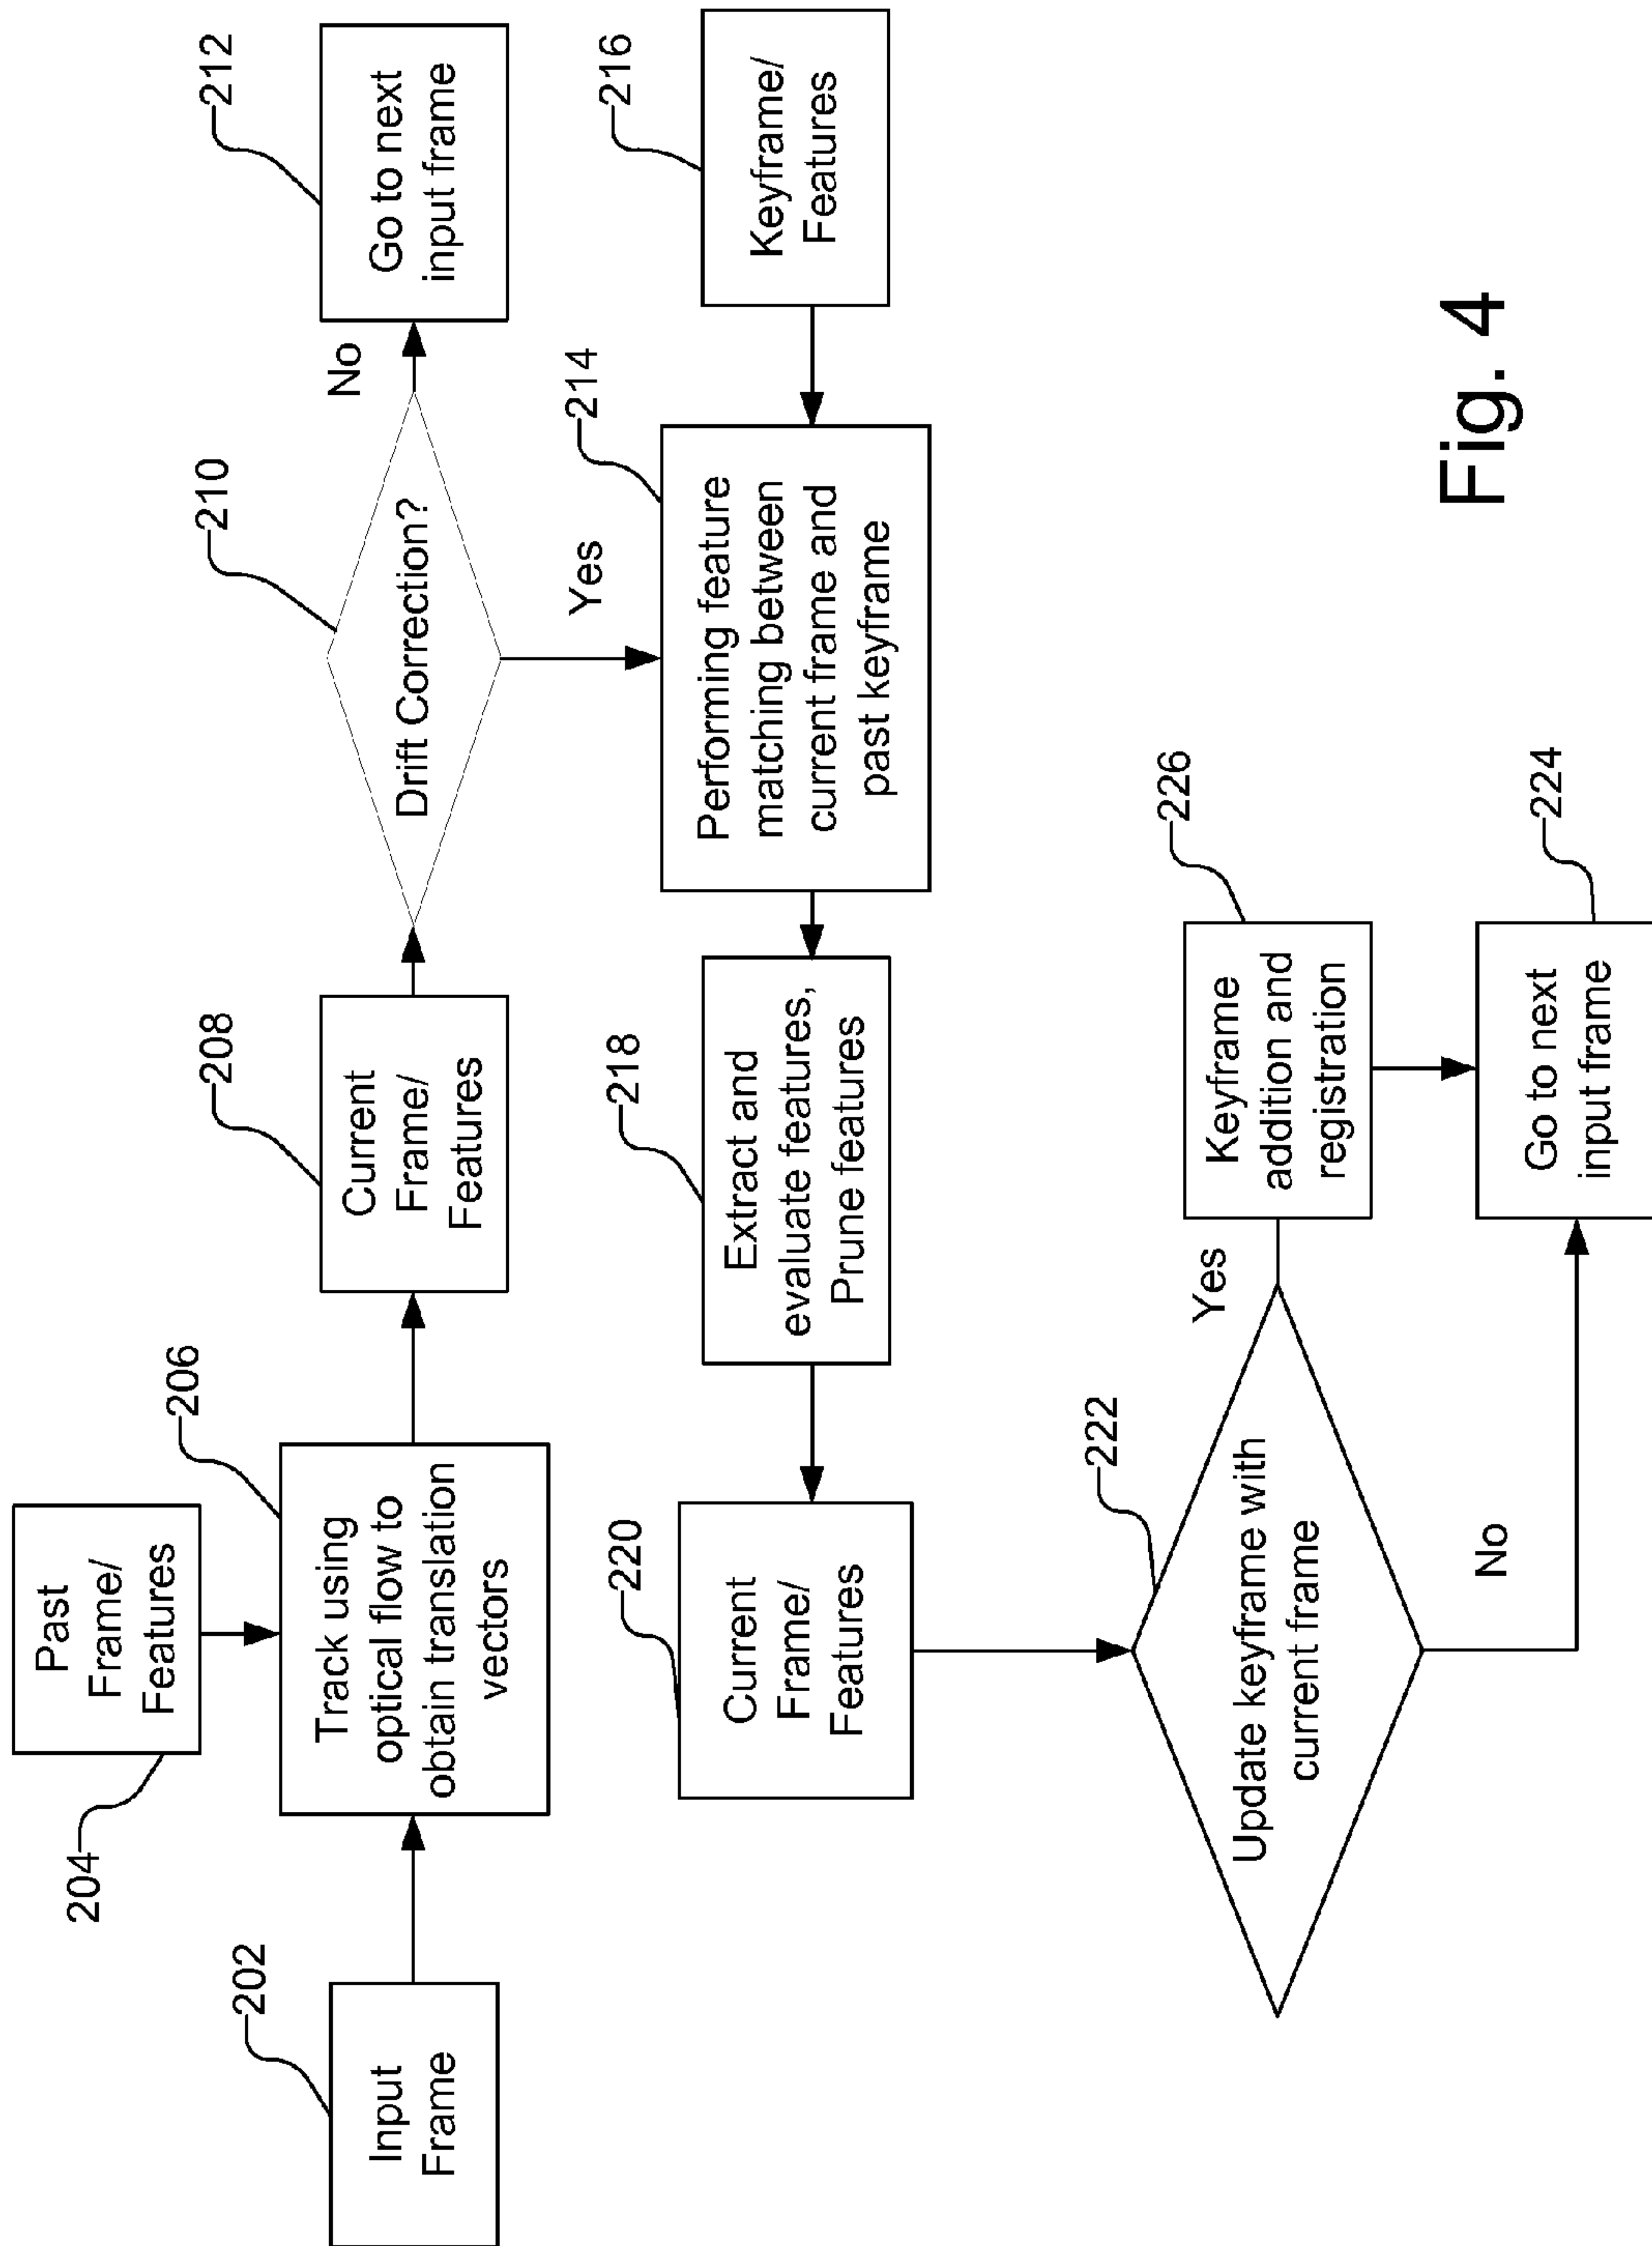 204
Past
Frame/
Features
202
Input
Frame
206
Track using
optical flow to
obtain translation
vectors
208
Current
Frame/
Features
210
Drift Correction?
No
Yes
212
Go to next
input frame
220
Current
Frame/
Features
218
Extract and
evaluate features,
Prune features
214
Performing feature
matching between
current frame and
past keyframe
216
Keyframe/
Features
222
Update keyframe with
current frame
Yes
No
226
Keyframe
addition and
registration
224
Go to next
input frame
Fig. 4